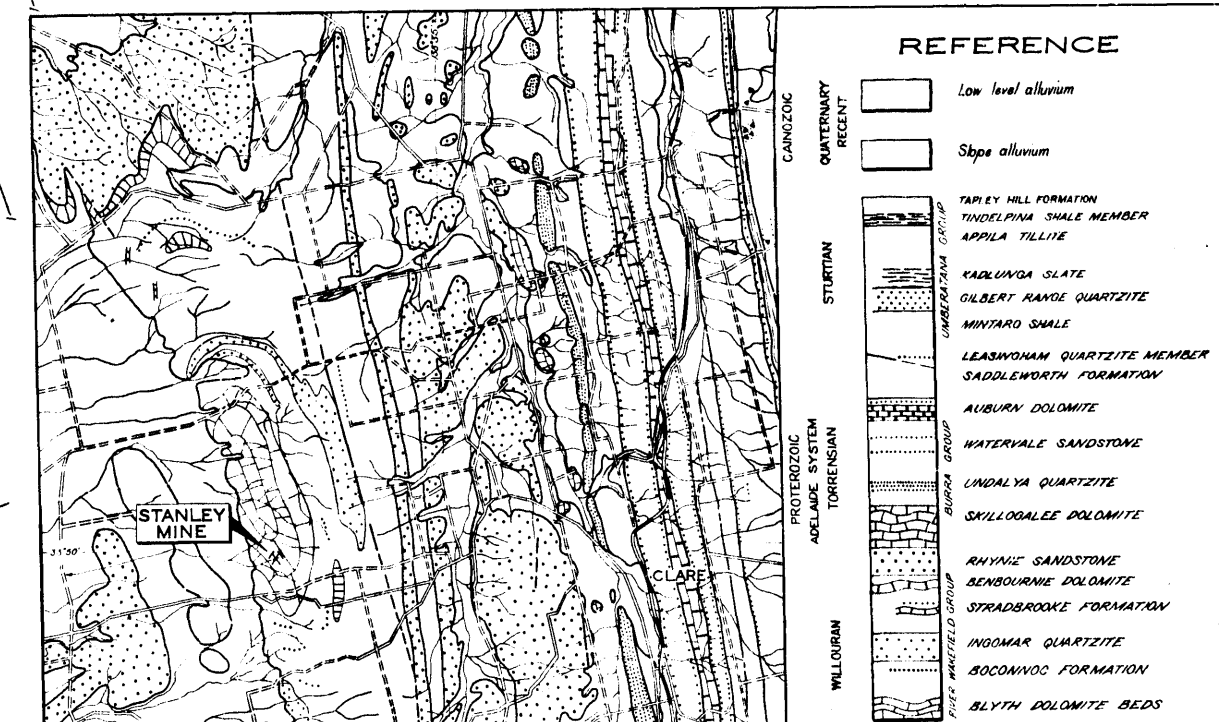 STANLEY
MINE
33°50'
CLARE
REFERENCE
Low level alluvium
Slope alluvium
TAPLEY HILL FORMATION
TINDELPINA SHALE MEMBER
APPILA TILLITE
KADLUNGA SLATE
GILBERT RANGE QUARTZITE
MINTARO SHALE
LEASINGHAM QUARTZITE MEMBER
SADDLEWORTH FORMATION
AUBURN DOLOMITE
WATERVALE SANDSTONE
UNDALYA QUARTZITE
SKILLOGALEE DOLOMITE
RHYNIE SANDSTONE
BENBOURNIE DOLOMITE
STRADBROOKE FORMATION
INGOMAR QUARTZITE
BOCONNOC FORMATION
BLYTH DOLOMITE BEDS
CAINOZOIC
QUATERNARY
RECENT
PROTEROZOIC
ADELAIDE SYSTEM
STURTIAN
TORRENSIAN
WILLOURAN
UMBERATANA GROUP
BURRA GROUP
RIVER WAKEFIELD GROUP